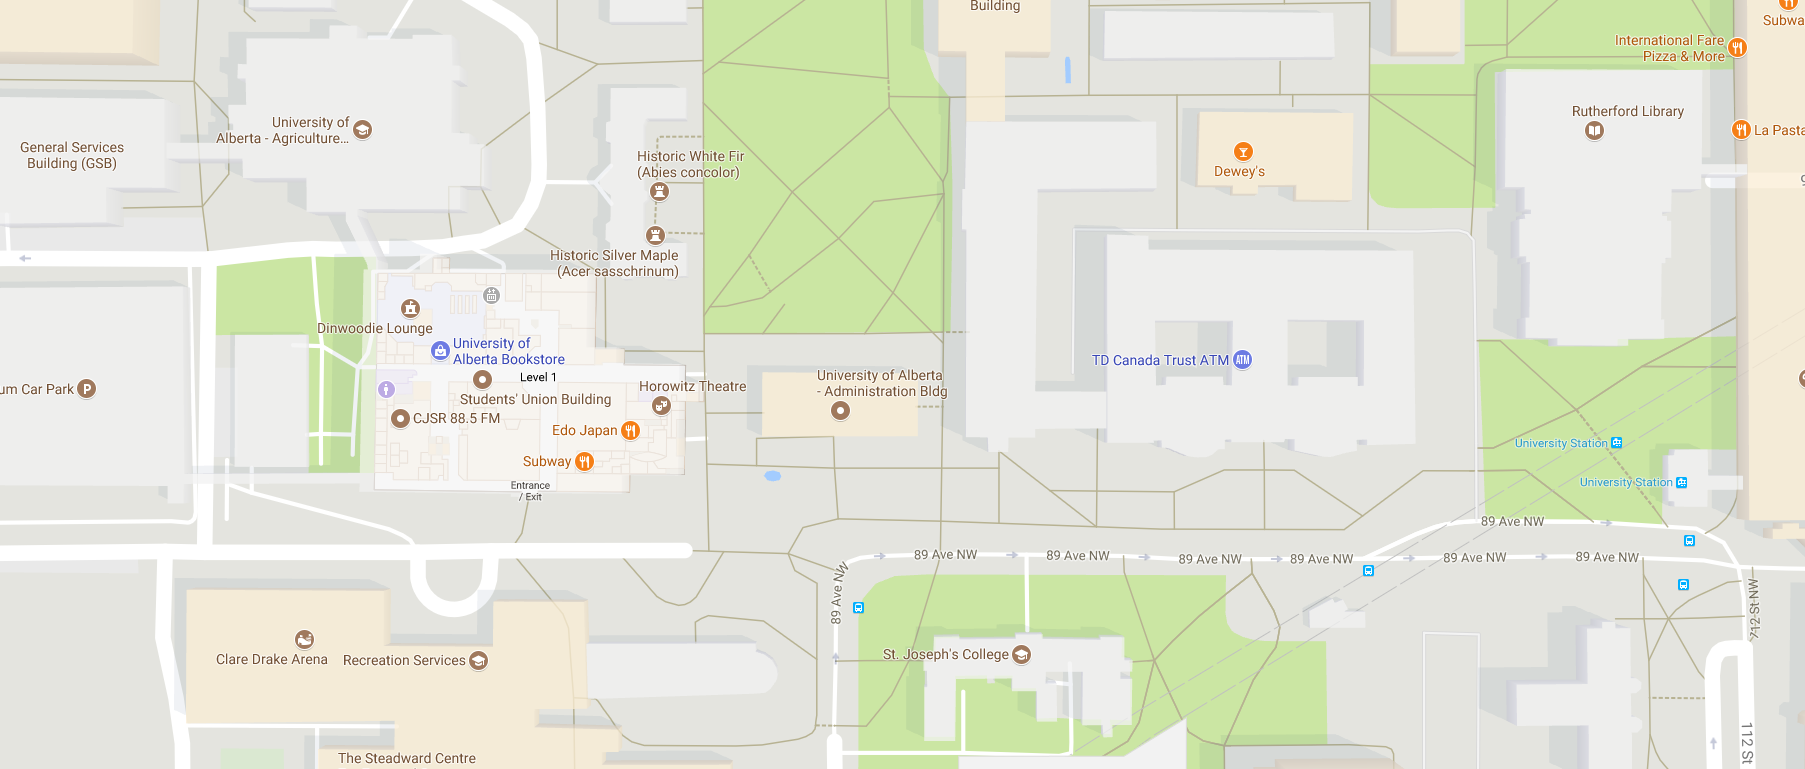 Building
Subwa
International Fare
Pizza & More
Rutherford Library
La Pasta
University of
Alberta - Agriculture...
General Services
Building (GSB)
Historic White Fir
(Abies concolor)
Dewey's
9
Historic Silver Maple
(Acer sasschrinum)
Dinwoodie Lounge
University of
Alberta Bookstore
Level 1
TD Canada Trust ATM
ATM
um Car Park
P
Students' Union Building
Horowitz Theatre
University of Alberta
- Administration Bldg
CJSR 88.5 FM
Edo Japan
Subway
University Station
University Station
Entrance
/ Exit
89 Ave NW
89 Ave NW
89 Ave NW
89 Ave NW
89 Ave NW
89 Ave NW
89 Ave NW
89 Ave NW
112 St NW
Clare Drake Arena
Recreation Services
St. Joseph's College
112 St
The Steadward Centre